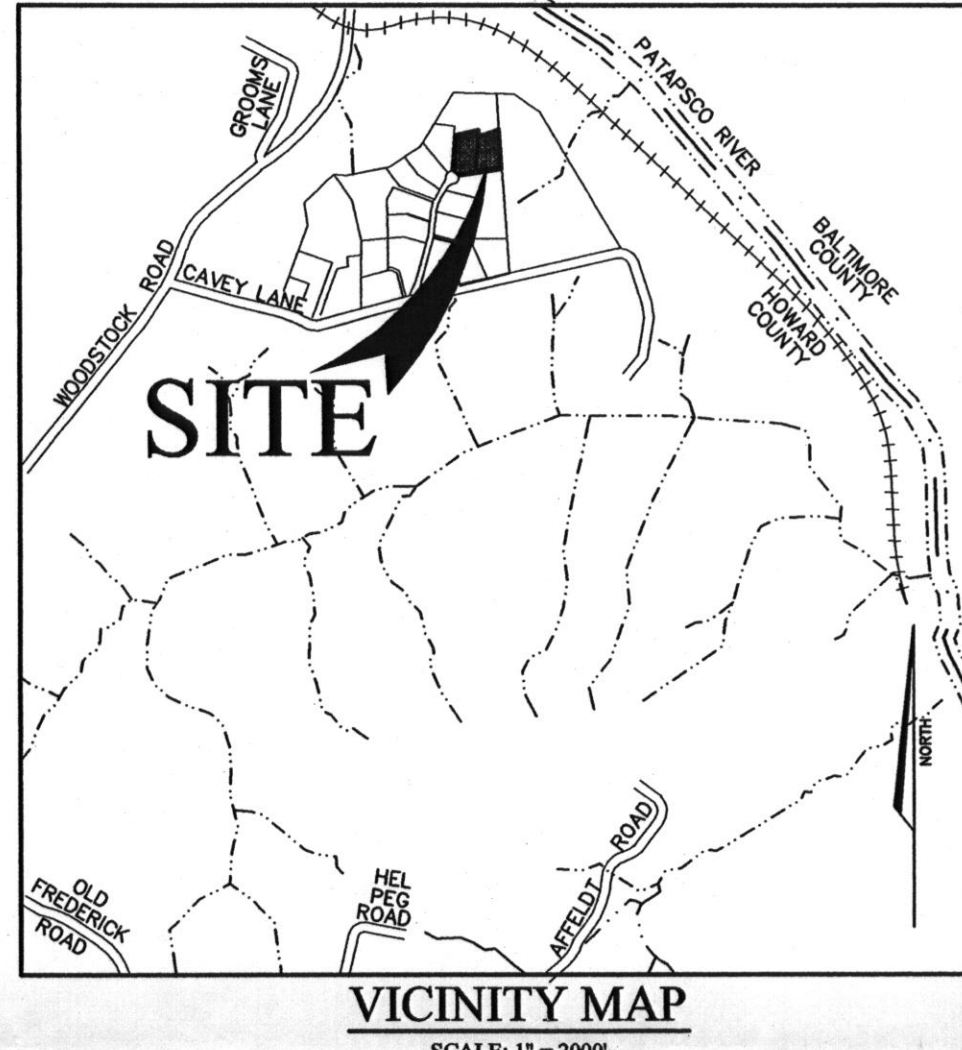 GROOMS
LANE
PATAPSCO RIVER
BALTIMORE
COUNTY
HOWARD
COUNTY
WOODSTOCK ROAD
CAVEY LANE
SITE
NORTH
OLD
FREDERICK
ROAD
HEL
PEG
ROAD
AFFELDT ROAD
VICINITY MAP
SCALE: 1" = 2000'